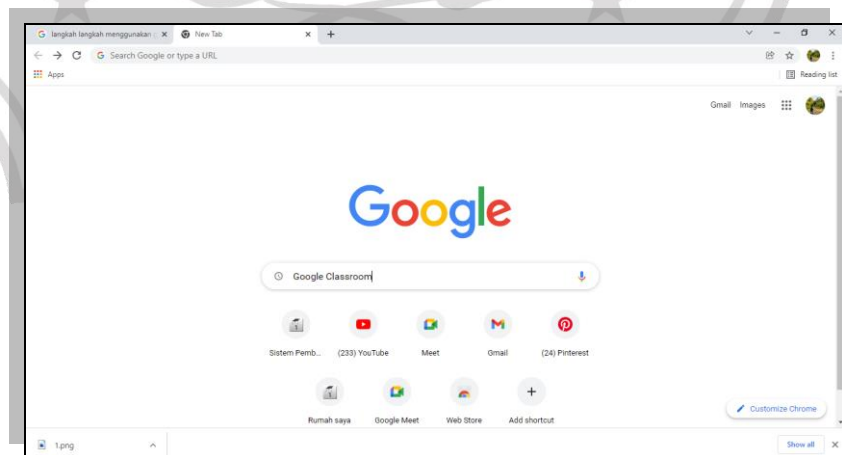 langkah langkah menggunakan
New Tab
Search Google or type a URL
Apps
Reading list
Gmail Images
Google
Google Classroom
Sistem Pemb... (233) YouTube Meet Gmail (24) Pinterest
Rumah saya Google Meet Web Store Add shortcut
Customize Chrome
1.png
Show all